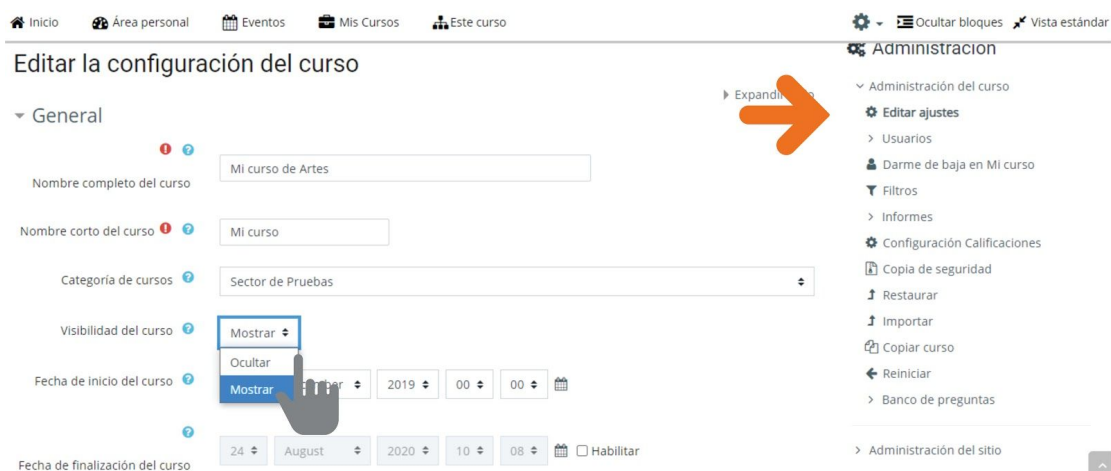 Inicio Área personal Eventos Mis Cursos Este curso Ocultar bloques Vista estándar
Editar la configuración del curso
General
Nombre completo del curso
Mi curso de Artes
Nombre corto del curso
Mi curso
Categoría de cursos
Sector de Pruebas
Visibilidad del curso
Mostrar
Ocultar
Mostrar
Fecha de inicio del curso
2019 00 00
24 August 2020 10 08 Habilitar
Fecha de finalización del curso
Administración
Administración del curso
Editar ajustes
Usuarios
Darme de baja en Mi curso
Filtros
Informes
Configuración Calificaciones
Copia de seguridad
Restaurar
Importar
Copiar curso
Reiniciar
Banco de preguntas
Administración del sitio